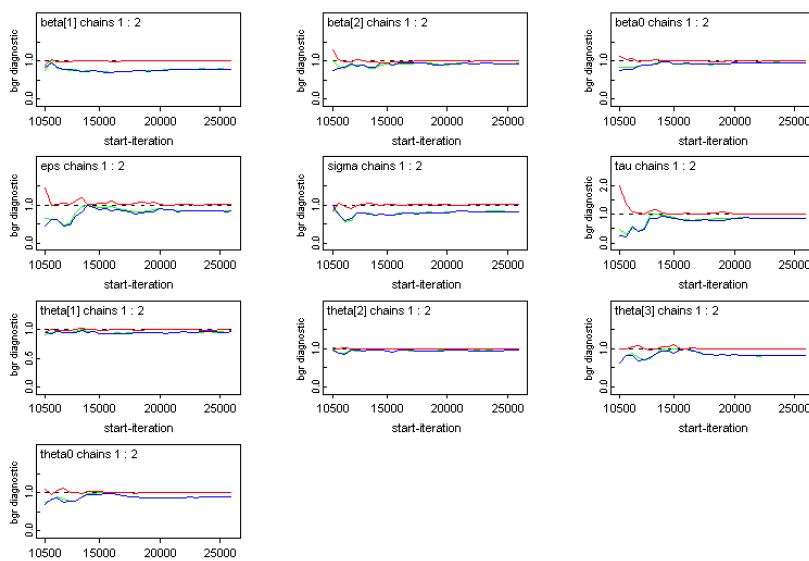 beta[1] chains 1 : 2
bgr diagnostic
0.0 1.0
10500 15000 20000 25000
start-iteration
beta[2] chains 1 : 2
bgr diagnostic
0.0 1.0
10500 15000 20000 25000
start-iteration
beta0 chains 1 : 2
bgr diagnostic
0.0 1.0
10500 15000 20000 25000
start-iteration
eps chains 1 : 2
bgr diagnostic
0.0 1.0
10500 15000 20000 25000
start-iteration
sigma chains 1 : 2
bgr diagnostic
0.0 1.0
10500 15000 20000 25000
start-iteration
tau chains 1 : 2
bgr diagnostic
0.0 1.0 2.0
10500 15000 20000 25000
start-iteration
theta[1] chains 1 : 2
bgr diagnostic
0.0 0.5 1.0
10500 15000 20000 25000
start-iteration
theta[2] chains 1 : 2
bgr diagnostic
0.0 1.0
10500 15000 20000 25000
start-iteration
theta[3] chains 1 : 2
bgr diagnostic
0.0 1.0
10500 15000 20000 25000
start-iteration
theta0 chains 1 : 2
bgr diagnostic
0.0 1.0
10500 15000 20000 25000
start-iteration